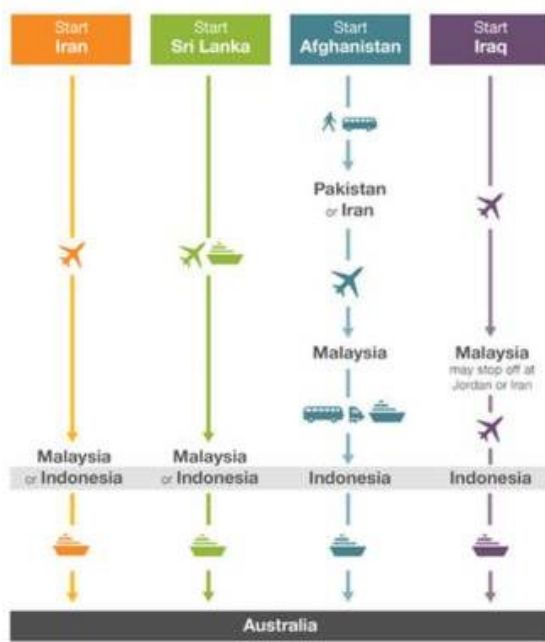 Start
Iran
Start
Sri Lanka
Start
Afghanistan
Start
Iraq
Pakistan
or Iran
Malaysia
Malaysia
may stop off at
Jordan or Iran
Malaysia
or Indonesia
Malaysia
or Indonesia
Indonesia
Indonesia
Australia